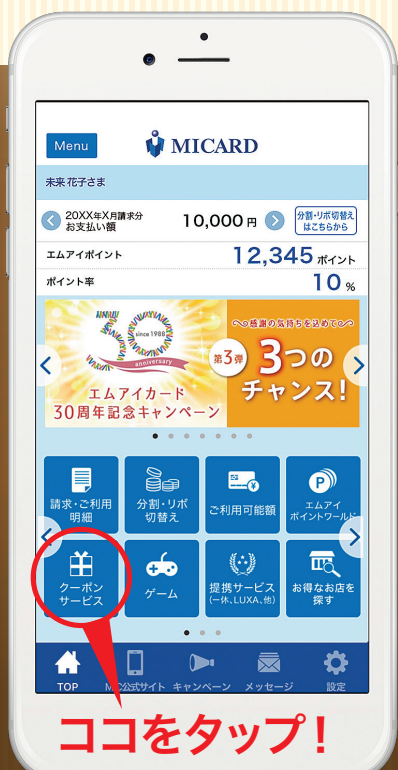 Menu
MICARD
未来 花子さま
20XX年X月請求分
お支払い額
10,000 円
分割・リボ切替え
はこちらから
エムアイポイント
12,345 ポイント
ポイント率
10 %
30
since 1988
anniversary
エムアイカード
30周年記念キャンペーン
～感謝の気持ちを込めて～
第3弾
3つの
チャンス!
請求・ご利用
明細
分割・リボ
切替え
ご利用可能額
エムアイ
ポイントワールド
クーポン
サービス
ゲーム
提携サービス
(一休、LUXA、他)
お得なお店を
探す
TOP
公式サイト
キャンペーン
メッセージ
設定
ココをタップ!